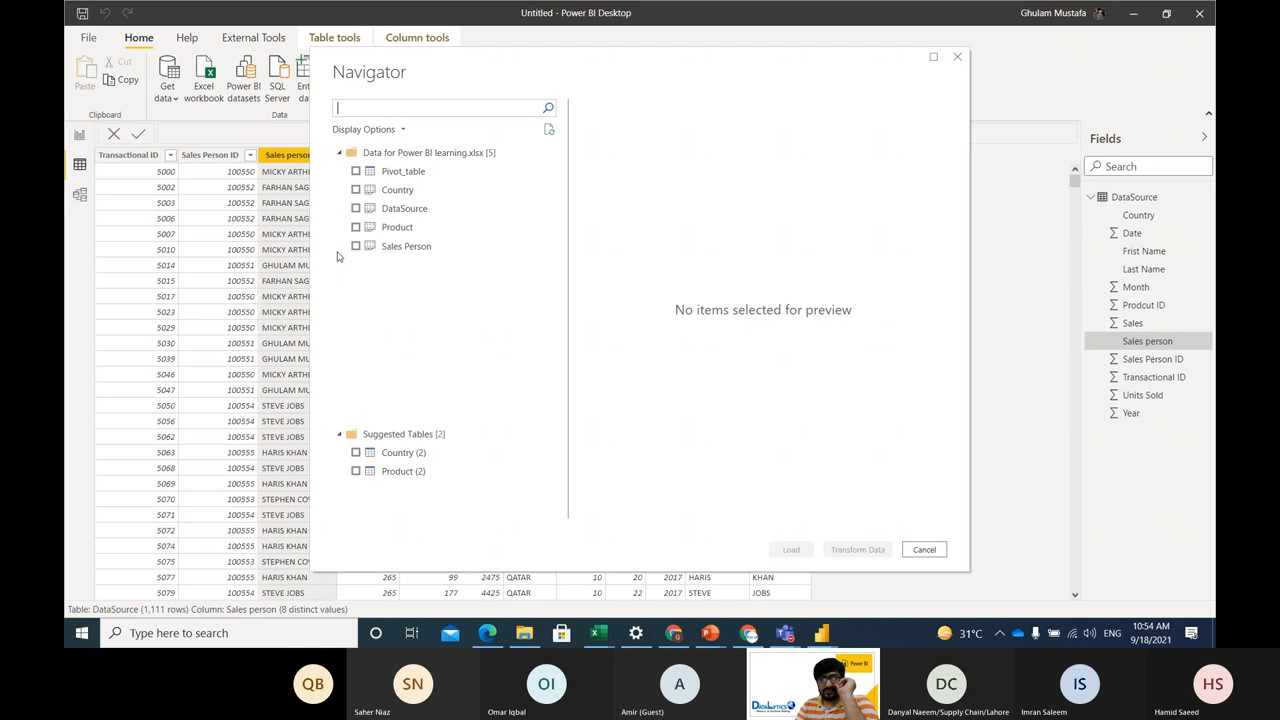 Untitled - Power BI Desktop
Ghulam Mustafa
File Home Help External Tools Table tools Column tools
Paste
Cut
Copy
Clipboard
Get data
Excel workbook
Power BI datasets
SQL Server
Data
Navigator
Display Options
Data for Power BI learning.xlsx [5]
Pivot_table
Country
DataSource
Product
Sales Person
Suggested Tables [2]
Country (2)
Product (2)
No items selected for preview
Load Transform Data Cancel
Transactional ID Sales Person ID Sales person
5000 100550 MICKY ARTH
5002 100552 FARHAN SAG
5003 100552 FARHAN SAG
5006 100552 FARHAN SAG
5007 100550 MICKY ARTH
5010 100550 MICKY ARTH
5014 100551 GHULAM MU
5015 100552 FARHAN SAG
5017 100550 MICKY ARTH
5023 100550 MICKY ARTH
5029 100550 MICKY ARTH
5030 100551 GHULAM MU
5039 100551 GHULAM MU
5046 100550 MICKY ARTH
5047 100551 GHULAM MU
5050 100554 STEVE JOBS
5056 100554 STEVE JOBS
5062 100554 STEVE JOBS
5063 100555 HARIS KHAN
5068 100554 STEVE JOBS
5069 100555 HARIS KHAN
5070 100553 STEPHEN CO
5071 100554 STEVE JOBS
5072 100555 HARIS KHAN
5074 100555 HARIS KHAN
5075 100553 STEPHEN CO
5077 100555 HARIS KHAN 265 99 2475 QATAR 10 20 2017 HARIS KHAN
5079 100554 STEVE JOBS 265 177 4425 QATAR 10 22 2017 STEVE JOBS
Table: DataSource (1,111 rows) Column: Sales person (8 distinct values)
Fields
Search
DataSource
Country
Date
Frist Name
Last Name
Month
Prodcut ID
Sales
Sales person
Sales Person ID
Transactional ID
Units Sold
Year
Type here to search
31°C
ENG
10:54 AM
9/18/2021
QB
SN
Saher Niaz
OI
Omar Iqbal
A
Amir (Guest)
Power BI
DC
Danyal Naeem/Supply Chain/Lahore
IS
Imran Saleem
HS
Hamid Saeed